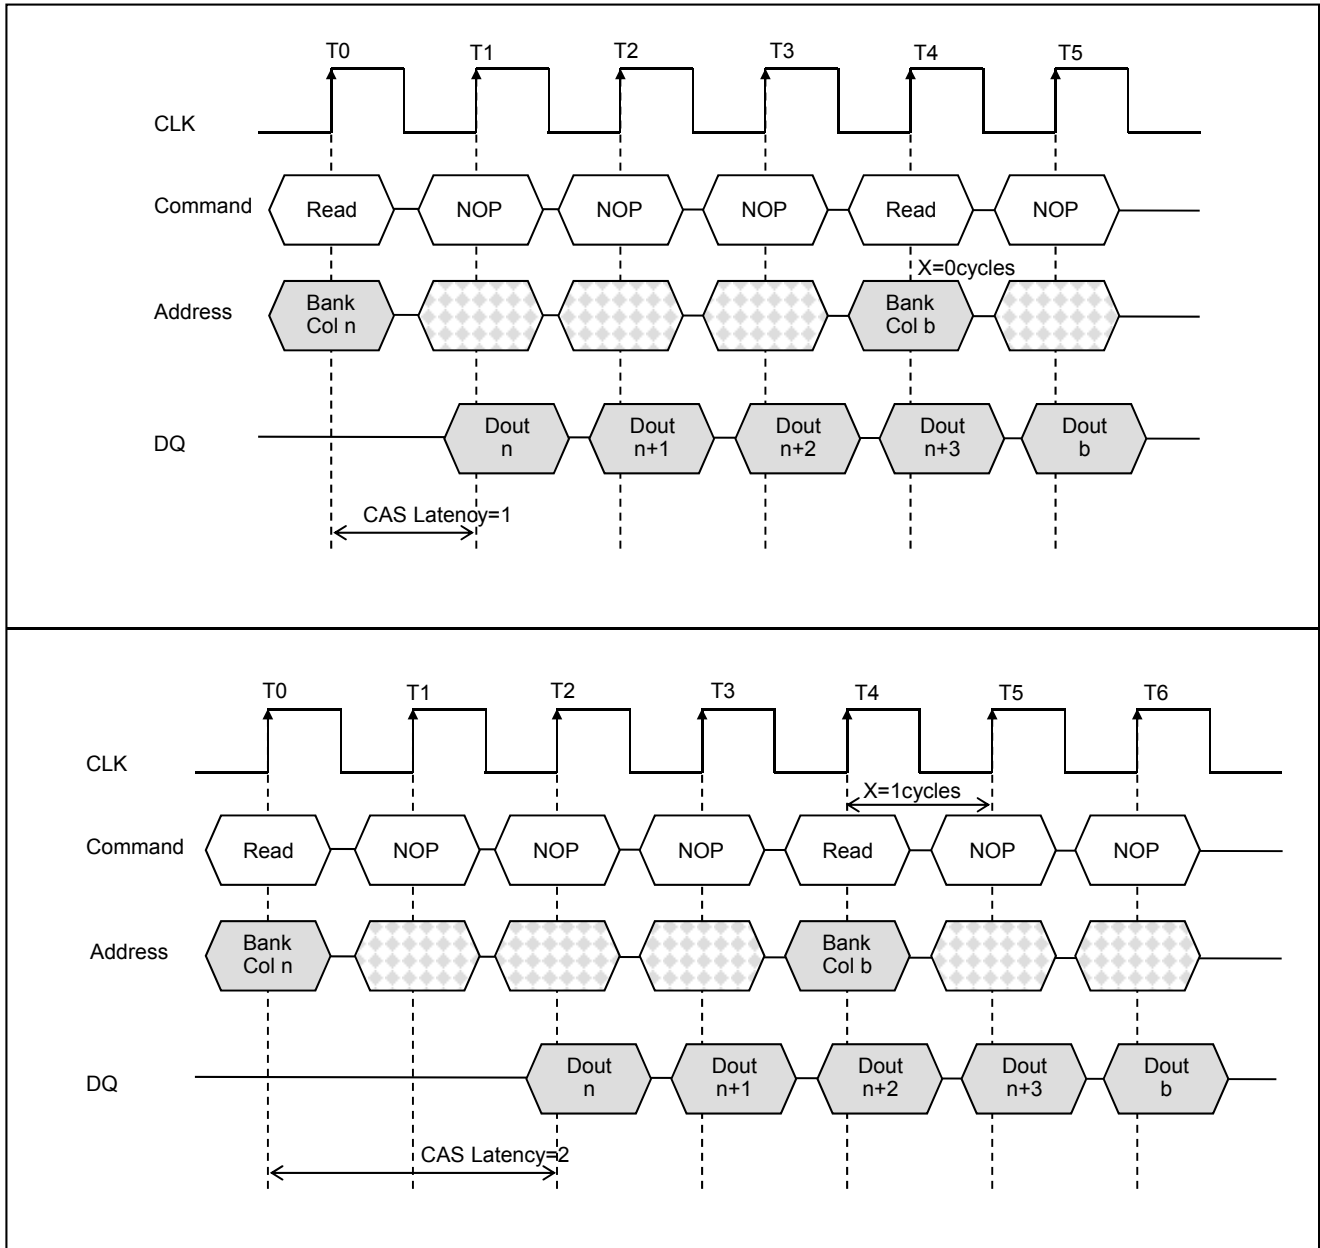 T0 T1 T2 T3 T4 T5
CLK
Command Read NOP NOP NOP Read NOP
X=0cycles
Address Bank Col n Bank Col b
DQ Dout n Dout n+1 Dout n+2 Dout n+3 Dout b
CAS Latency=1
T0 T1 T2 T3 T4 T5 T6
CLK
X=1cycles
Command Read NOP NOP NOP Read NOP NOP
Address Bank Col n Bank Col b
DQ Dout n Dout n+1 Dout n+2 Dout n+3 Dout b
CAS Latency=2